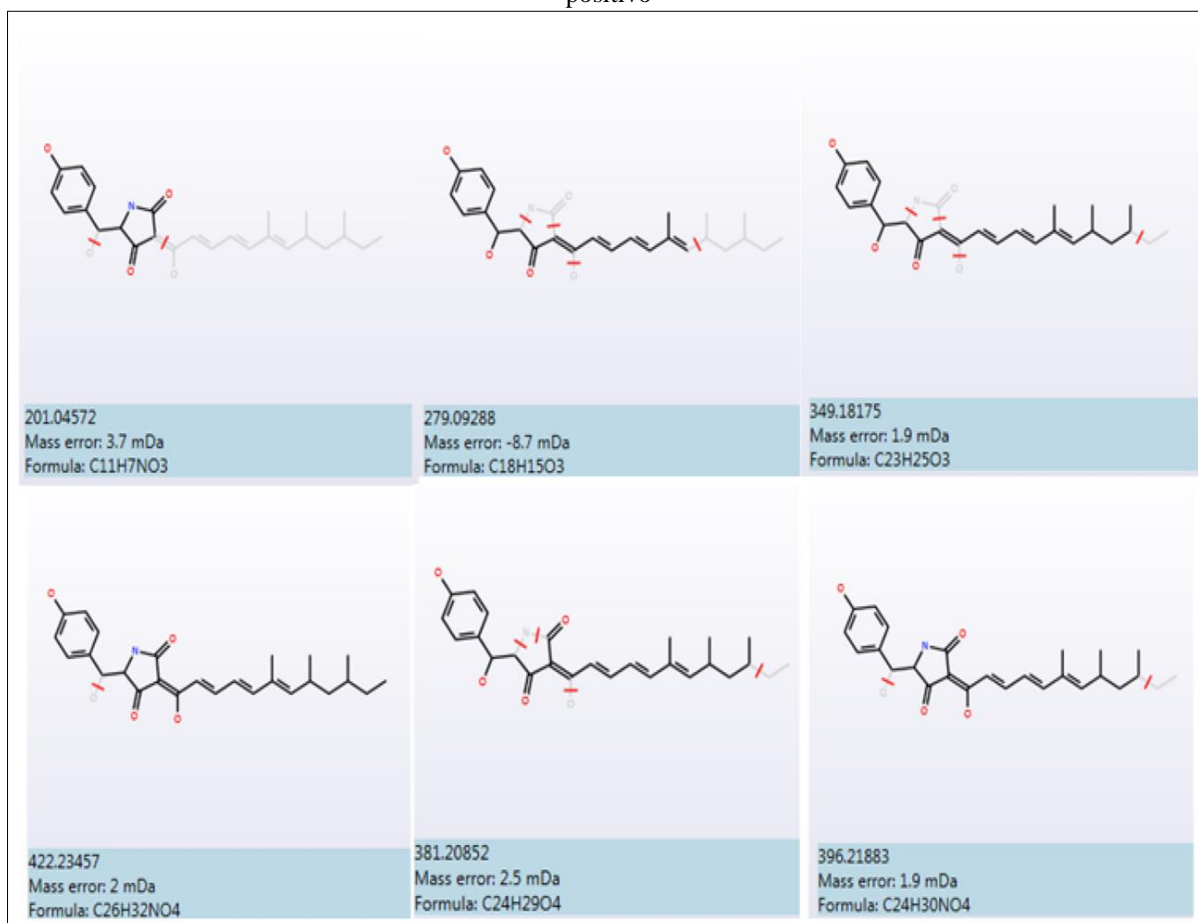 positivo
201.04572
Mass error: 3.7 mDa
Formula: C11H7NO3
279.09288
Mass error: -8.7 mDa
Formula: C18H15O3
349.18175
Mass error: 1.9 mDa
Formula: C23H25O3
422.23457
Mass error: 2 mDa
Formula: C26H32NO4
381.20852
Mass error: 2.5 mDa
Formula: C24H29O4
396.21883
Mass error: 1.9 mDa
Formula: C24H30NO4